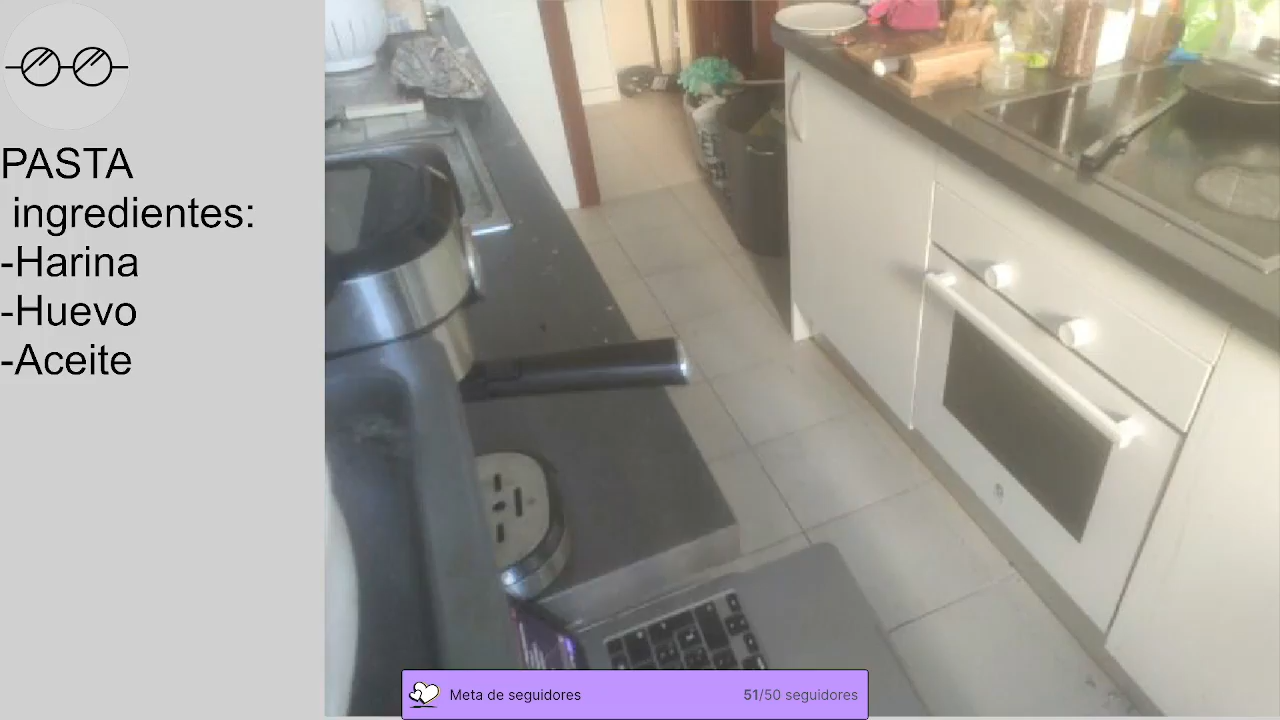 PASTA
ingredientes:
-Harina
-Huevo
-Aceite
Meta de seguidores 51/50 seguidores